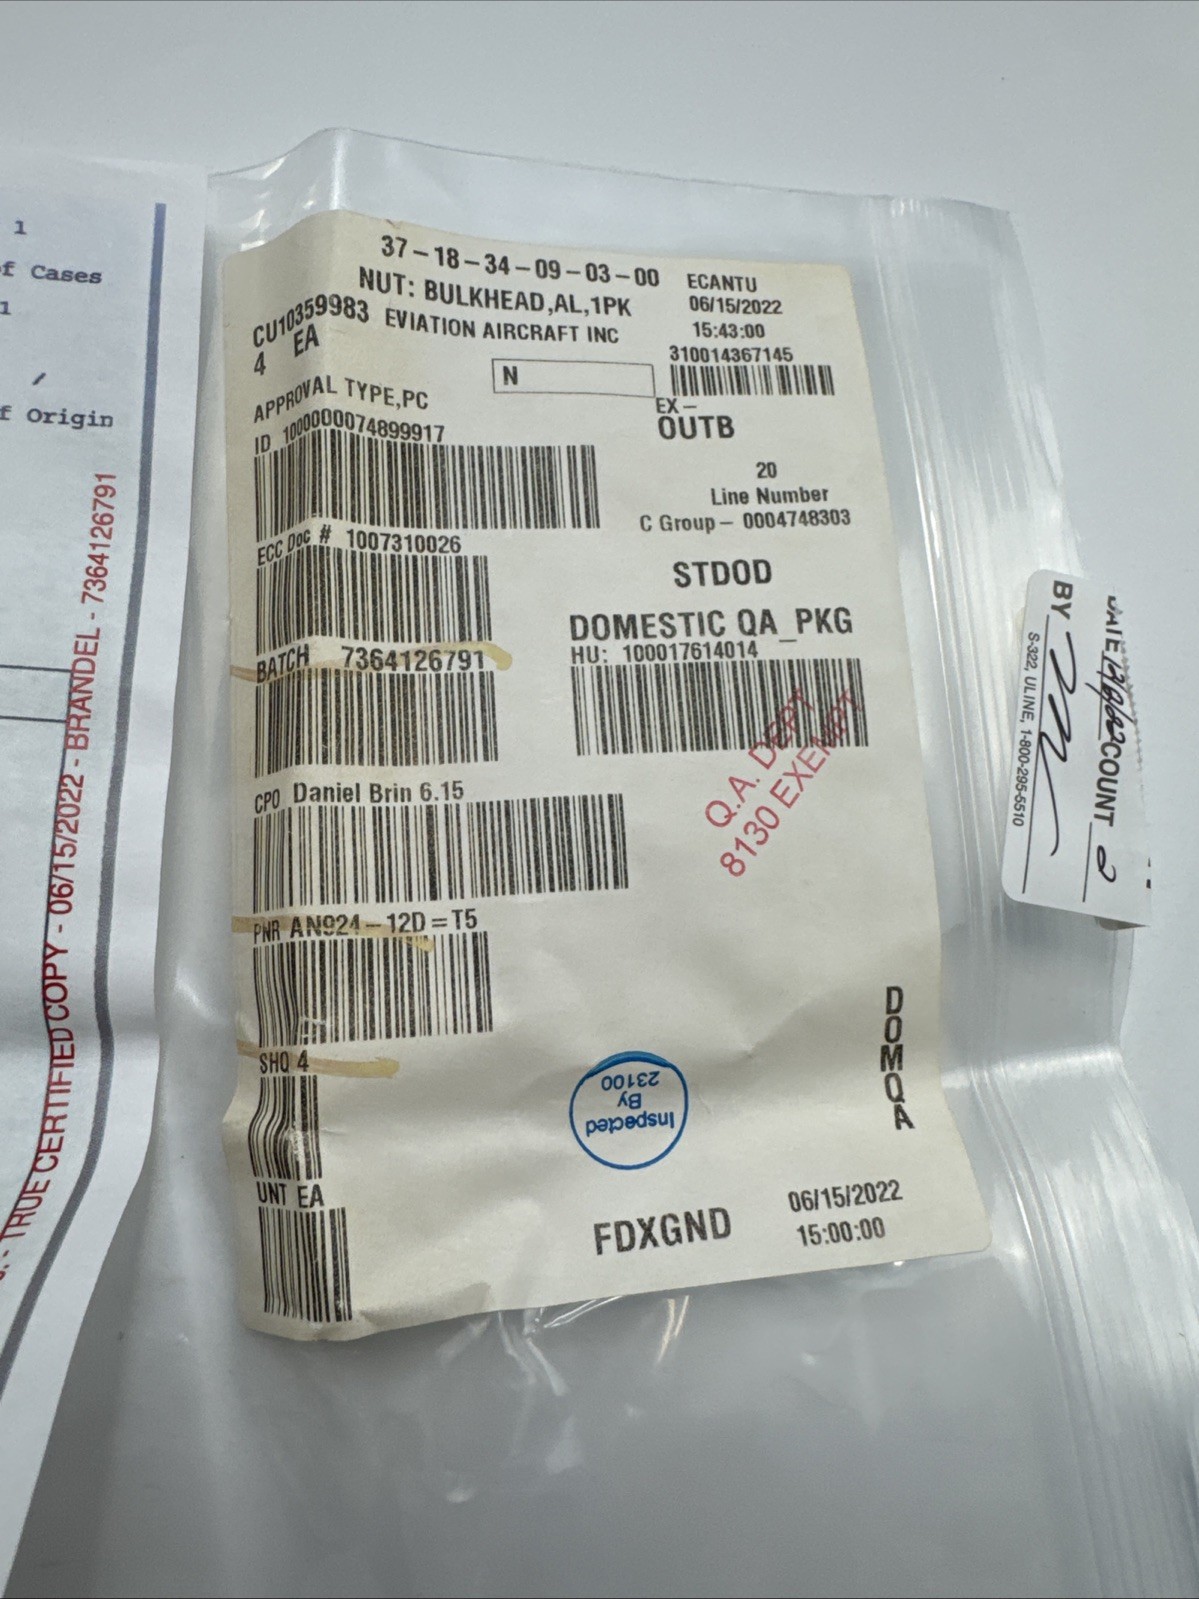 1
f Cases
1
/
f Origin
TRUE CERTIFIED COPY - 06/15/2022 - BRANDEL - 7364126791
37-18-34-09-03-00
NUT: BULKHEAD,AL,1PK
CU10359983 EVIATION AIRCRAFT INC
4 EA
ECANTU
06/15/2022
15:43:00
310014367145
N
EX-
OUTB
APPROVAL TYPE,PC
ID 1000000074899917
20
Line Number
C Group - 0004748303
ECC Doc # 1007310026
STDOD
DOMESTIC QA_PKG
HU: 100017614014
BATCH 7364126791
Q.A. DEPT
8130 EXEMPT
CPO Daniel Brin 6.15
PNR AN924-12D=T5
SHQ 4
UNT EA
Inspected
By
23100
DOMQA
FDXGND
06/15/2022
15:00:00
DATE COUNT 2
BY
S-322, ULINE, 1-800-295-5510